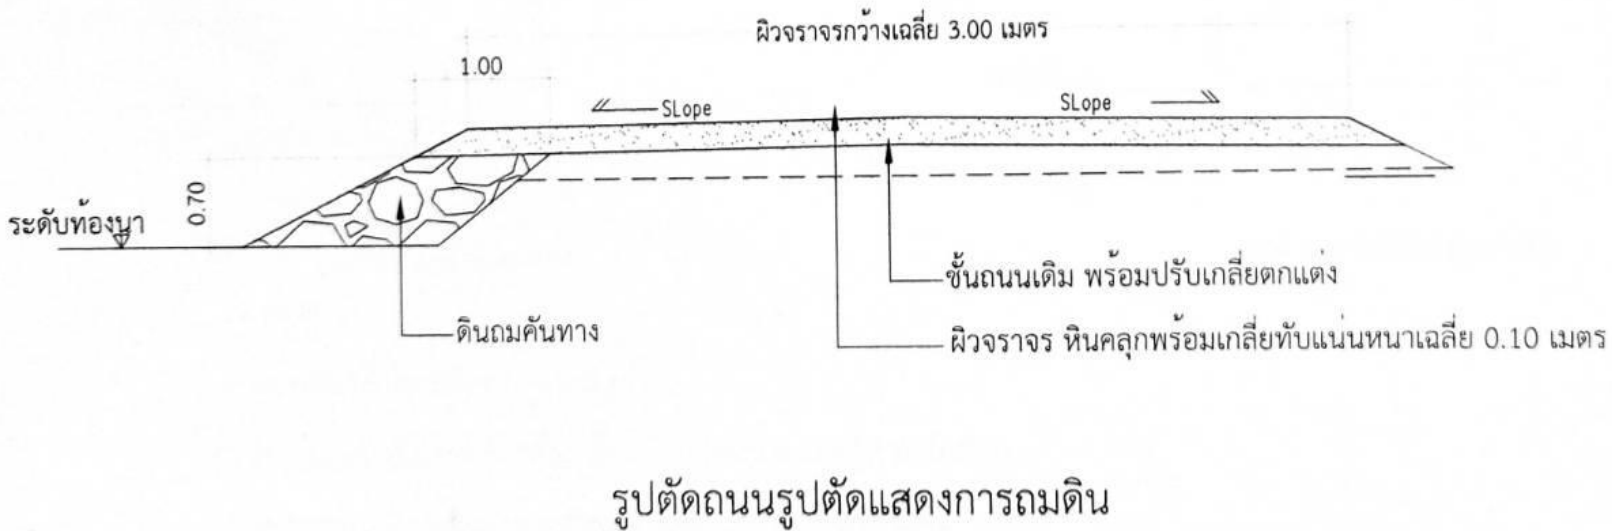 ผิวจราจรกว้างเฉลี่ย 3.00 เมตร
1.00
SLope
SLope
0.70
ระดับท้องนา
ชั้นถนนเดิม พร้อมปรับเกลี่ยตกแต่ง
ดินถมคันทาง
ผิวจราจร หินคลุกพร้อมเกลี่ยทับแน่นหนาเฉลี่ย 0.10 เมตร
รูปตัดถนนรูปตัดแสดงการถมดิน